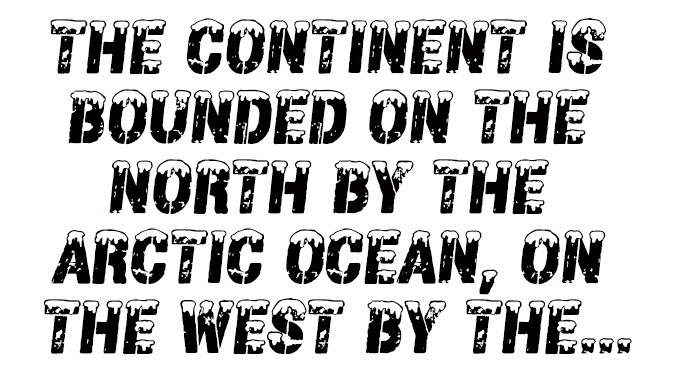 THE CONTINENT IS
BOUNDED ON THE
NORTH BY THE
ARCTIC OCEAN, ON
THE WEST BY THE...